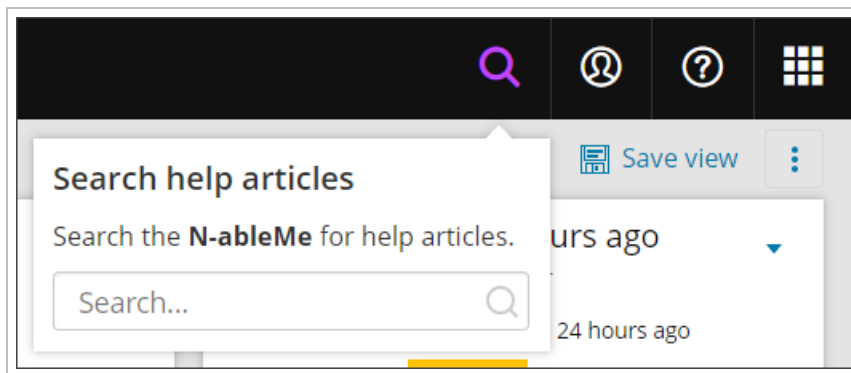 Save view
Search help articles
Search the N-ableMe for help articles.
urs ago
Search...
24 hours ago